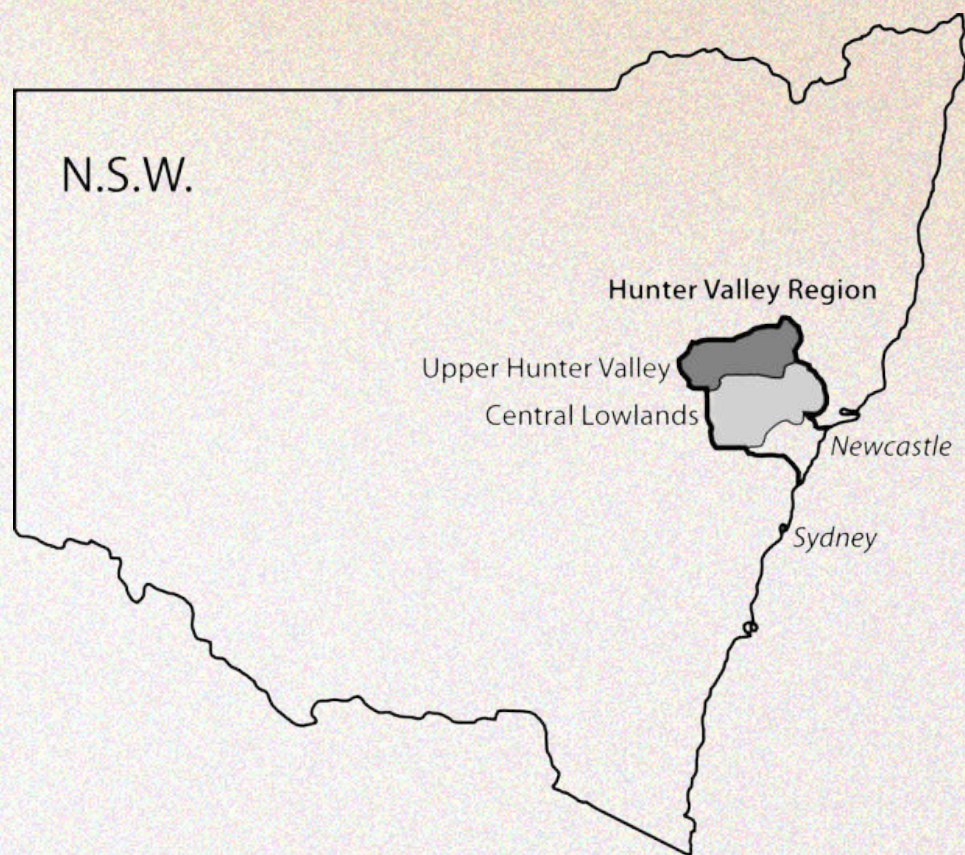 N.S.W.
Hunter Valley Region
Upper Hunter Valley
Central Lowlands
Newcastle
Sydney